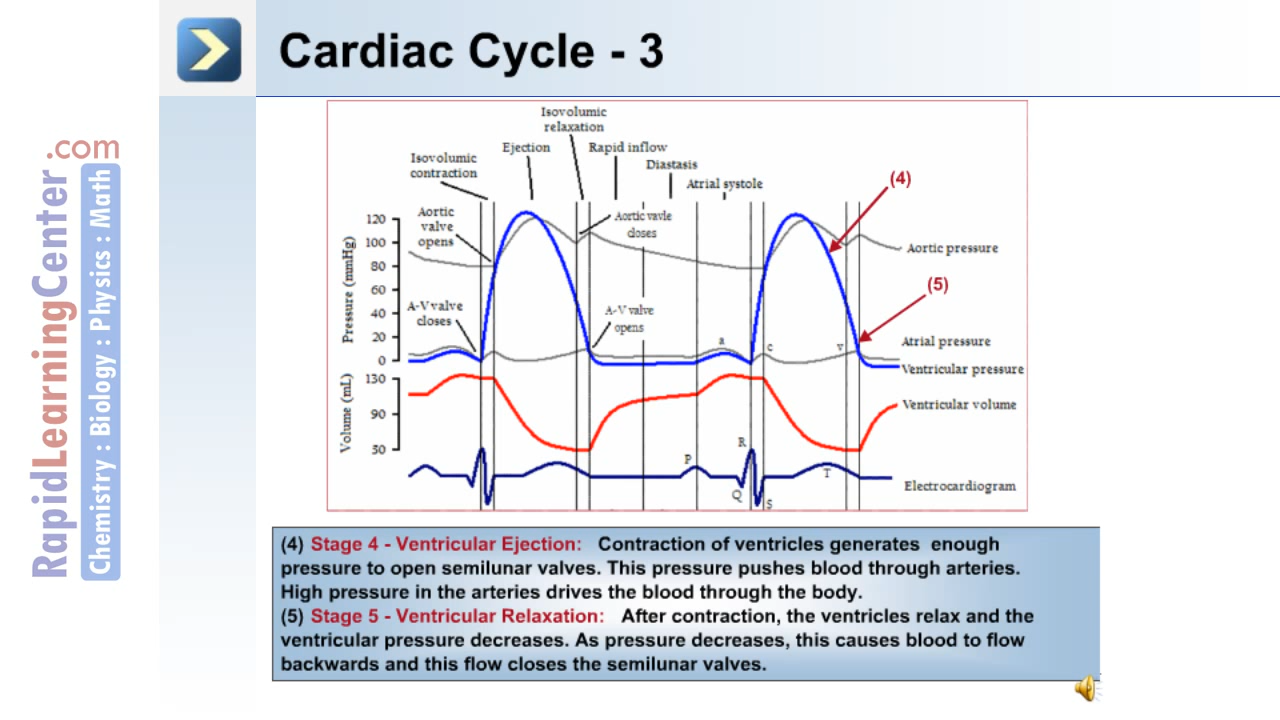 Cardiac Cycle - 3
RapidLearningCenter.com
Chemistry : Biology : Physics : Math
Isovolumic
relaxation
Ejection
Rapid inflow
Isovolumic
contraction
Diastasis
Atrial systole
(4)
Aortic
valve
opens
Aortic vavle
closes
120
100
80
60
40
20
0
Pressure (mmHg)
Aortic pressure
(5)
A-V valve
closes
A-V valve
opens
a
c
v
Atrial pressure
Ventricular pressure
130
90
50
Volume (mL)
Ventricular volume
R
P
Q
S
T
Electrocardiogram
(4) Stage 4 - Ventricular Ejection: Contraction of ventricles generates enough
pressure to open semilunar valves. This pressure pushes blood through arteries.
High pressure in the arteries drives the blood through the body.
(5) Stage 5 - Ventricular Relaxation: After contraction, the ventricles relax and the
ventricular pressure decreases. As pressure decreases, this causes blood to flow
backwards and this flow closes the semilunar valves.